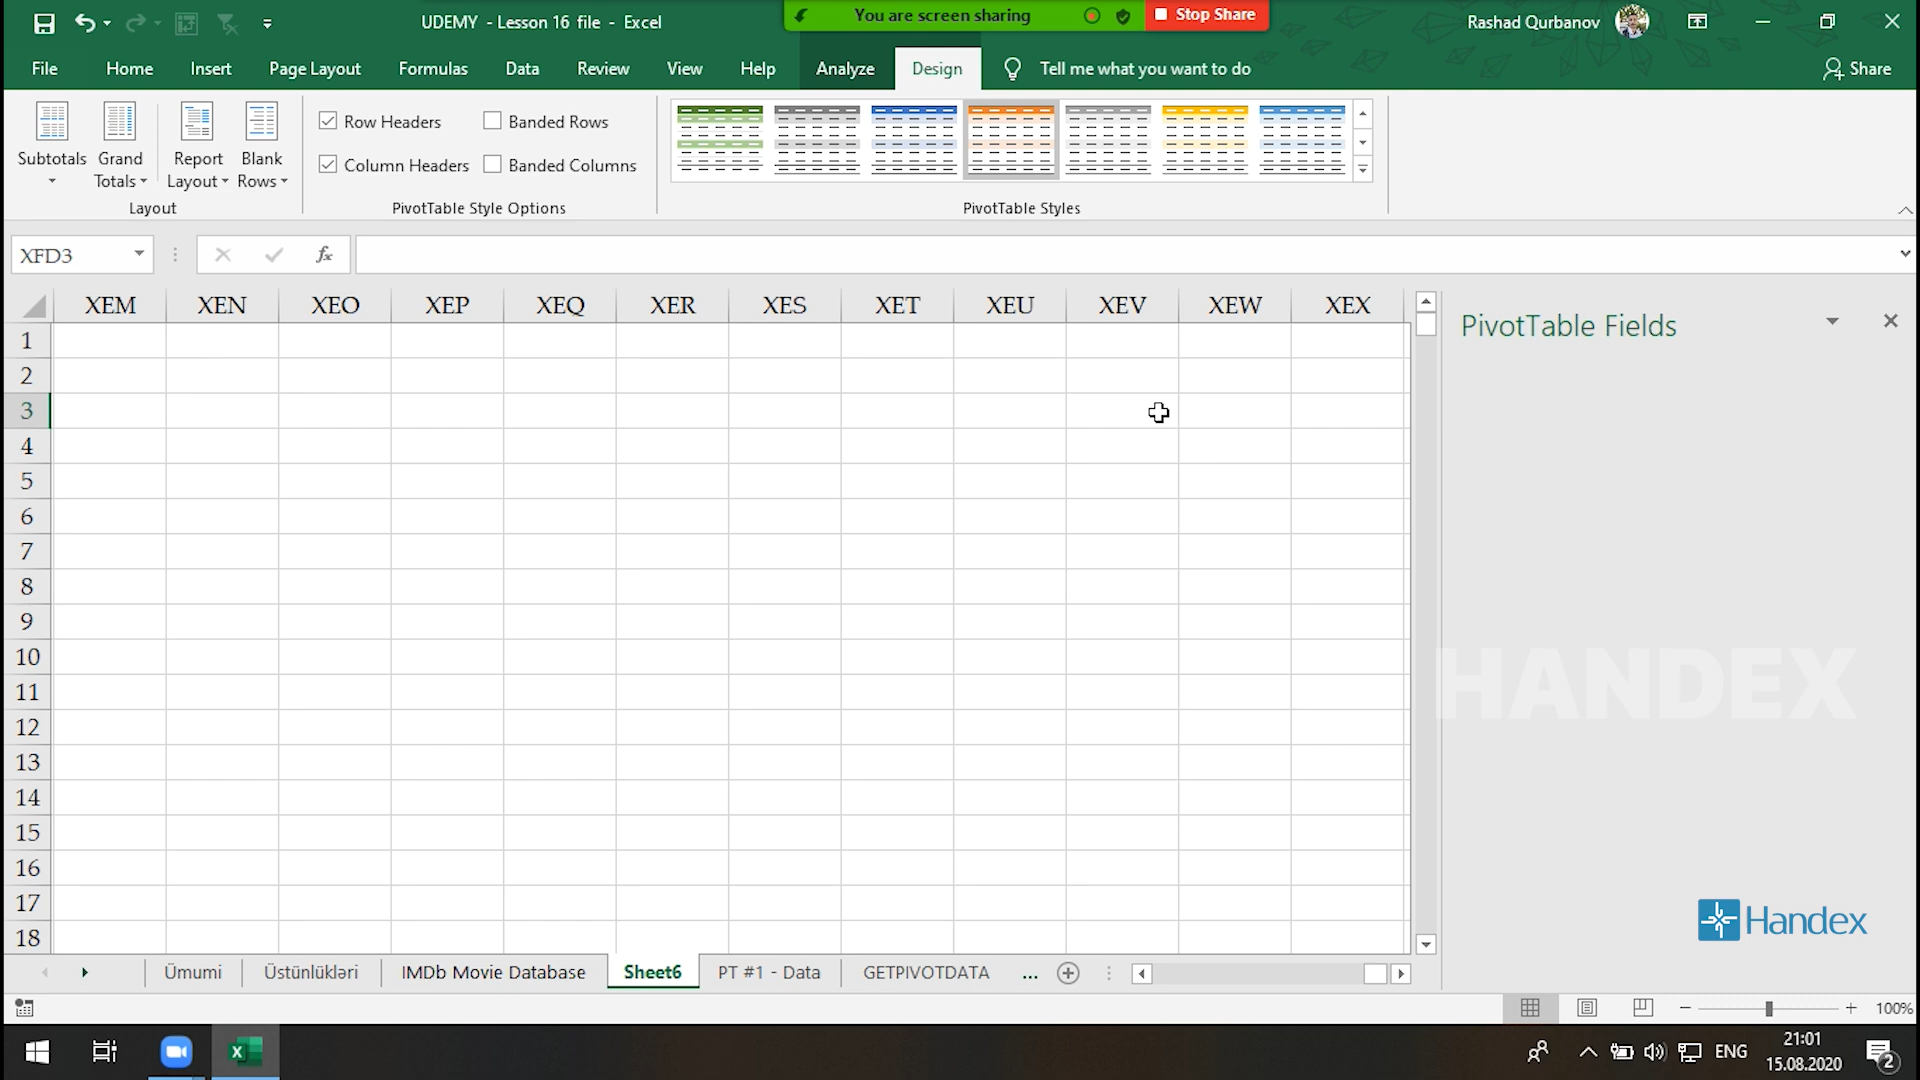 UDEMY - Lesson 16 file - Excel
You are screen sharing
Stop Share
Rashad Qurbanov
File Home Insert Page Layout Formulas Data Review View Help Analyze Design Tell me what you want to do Share
Subtotals
Grand Totals
Report Layout
Blank Rows
Layout
Row Headers
Banded Rows
Column Headers
Banded Columns
PivotTable Style Options
PivotTable Styles
XFD3
fx
XEM XEN XEO XEP XEQ XER XES XET XEU XEV XEW XEX
PivotTable Fields
1
2
3
4
5
6
7
8
9
10
11
12
13
14
15
16
17
18
HANDEX
Handex
Ümumi Üstünlükləri IMDb Movie Database Sheet6 PT #1 - Data GETPIVOTDATA ...
100%
ENG
21:01
15.08.2020
2